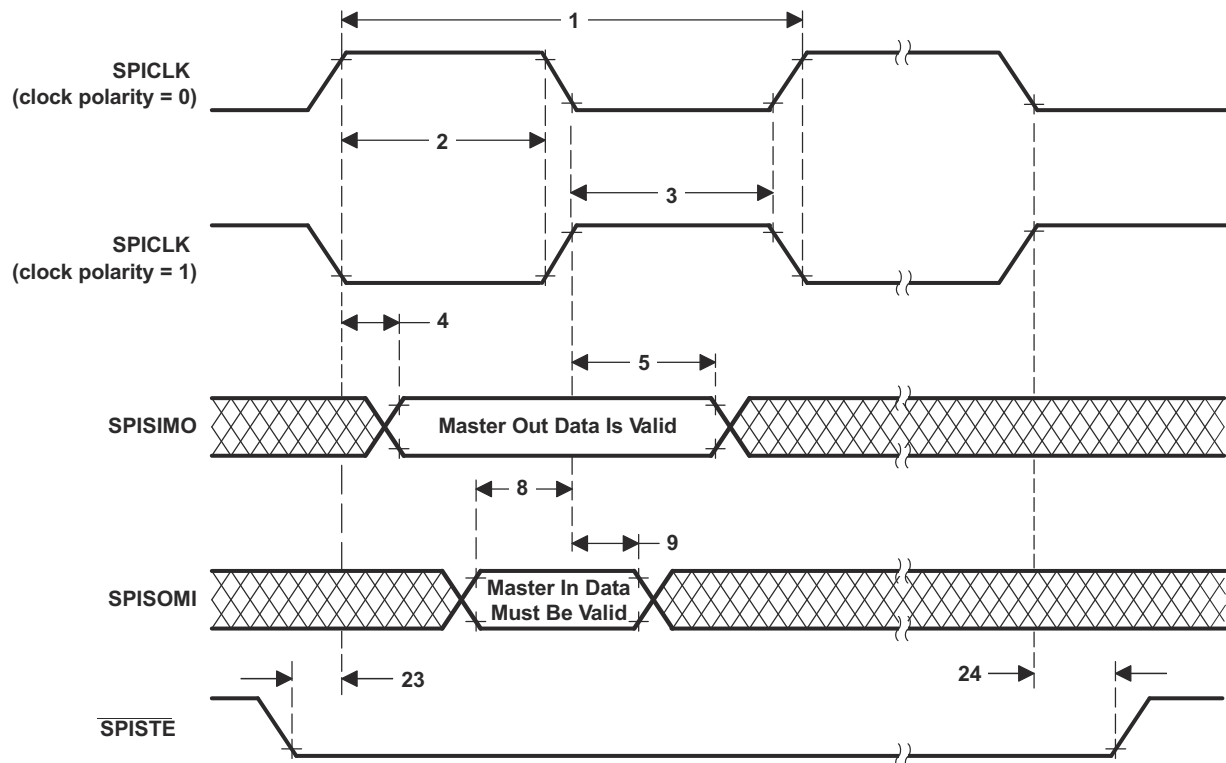 1
SPICLK
(clock polarity = 0)
2
3
SPICLK
(clock polarity = 1)
4
5
SPISIMO
Master Out Data Is Valid
8
9
SPISOMI
Master In Data
Must Be Valid
23
24
SPISTE